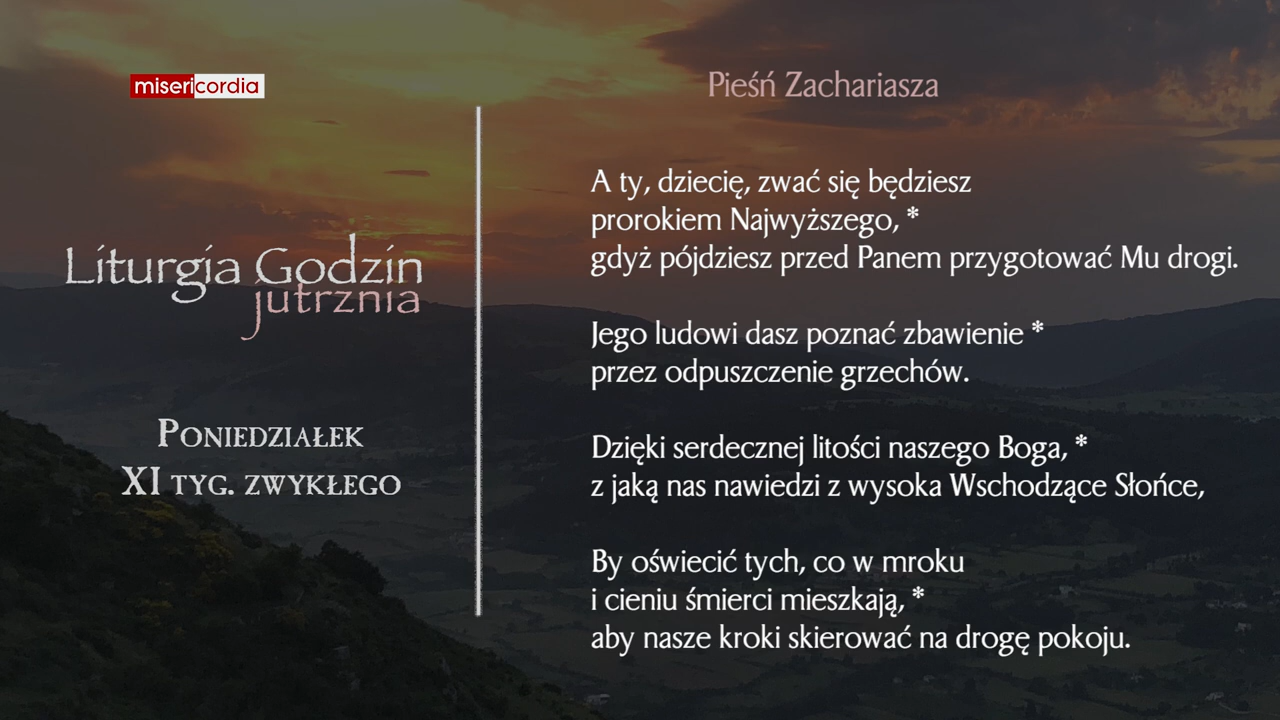 misericordia
Liturgia Godzin
jutrznia
Poniedziałek
XI tyg. zwykłego
Pieśń Zachariasza
A ty, dziecię, zwać się będziesz
prorokiem Najwyższego, *
gdyż pójdziesz przed Panem przygotować Mu drogi.
Jego ludowi dasz poznać zbawienie *
przez odpuszczenie grzechów.
Dzięki serdecznej litości naszego Boga, *
z jaką nas nawiedzi z wysoka Wschodzące Słońce,
By oświecić tych, co w mroku
i cieniu śmierci mieszkają, *
aby nasze kroki skierować na drogę pokoju.